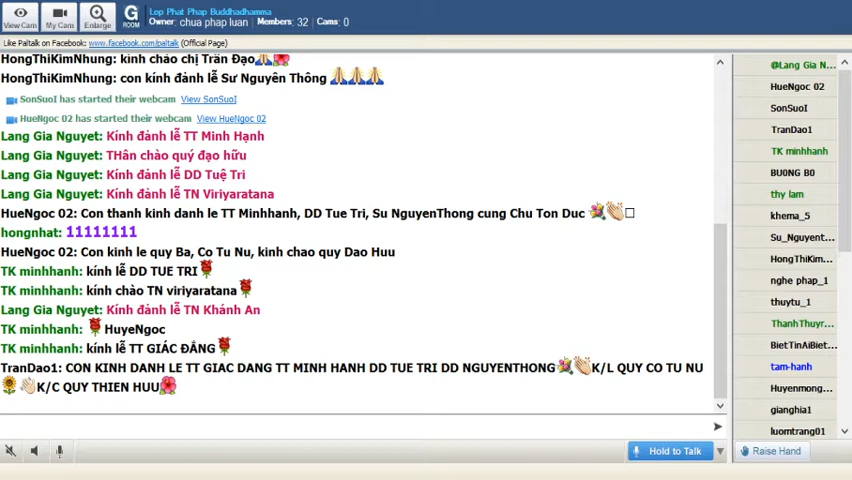 View Cam
My Cam
Enlarge
G
ROOM
Lop Phat Phap Buddhadhamma
Owner: chua phap luan Members: 32 Cams: 0
Like Paltalk on Facebook: www.facebook.com/paltalk (Official Page)
HongThiKimNhung: kính chào chị Trần Đạo
HongThiKimNhung: con kính đảnh lễ Sư Nguyên Thông
SonSuoI has started their webcam View SonSuoI
HueNgoc 02 has started their webcam View HueNgoc 02
Lang Gia Nguyet: Kính đảnh lễ TT Minh Hạnh
Lang Gia Nguyet: THân chào quý đạo hữu
Lang Gia Nguyet: Kính đảnh lễ DD Tuệ Tri
Lang Gia Nguyet: Kính đảnh lễ TN Viriyaratana
HueNgoc 02: Con thanh kinh danh le TT Minhhanh, DD Tue Tri, Su NguyenThong cung Chu Ton Duc
hongnhat: 11111111
HueNgoc 02: Con kinh le quy Ba, Co Tu Nu, kinh chao quy Dao Huu
TK minhhanh: kính lễ DD TUE TRI
TK minhhanh: kính chào TN viriyaratana
Lang Gia Nguyet: Kính đảnh lễ TN Khánh An
TK minhhanh: HuyeNgoc
TK minhhanh: kính lễ TT GIÁC ĐẲNG
TranDao1: CON KINH DANH LE TT GIAC DANG TT MINH HANH DD TUE TRI DD NGUYENTHONG K/L QUY CO TU NU
K/C QUY THIEN HUU
@Lang Gia N...
HueNgoc 02
SonSuoI
TranDao1
TK minhhanh
BU0NG B0
thy lam
khema_5
Su_Nguyent...
HongThiKim...
nghe phap_1
thuytu_1
ThanhThuyr...
BietTinAiBiet...
tam-hanh
Huyenmong...
gianghia1
luomtrang01
Hold to Talk
Raise Hand